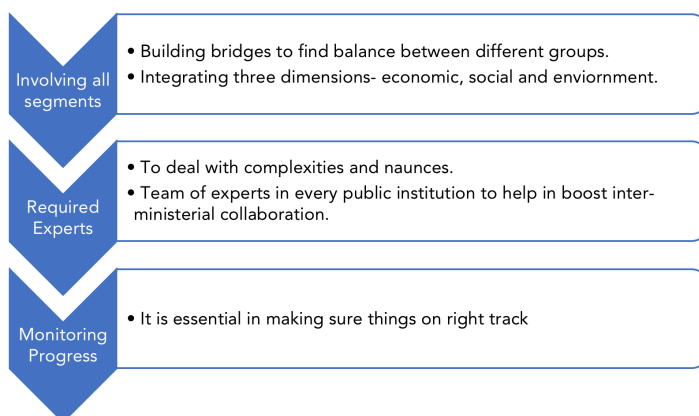 Involving all
segments
• Building bridges to find balance between different groups.
• Integrating three dimensions- economic, social and enviornment.
Required
Experts
• To deal with complexities and naunces.
• Team of experts in every public institution to help in boost inter-
ministerial collaboration.
Monitoring
Progress
• It is essential in making sure things on right track